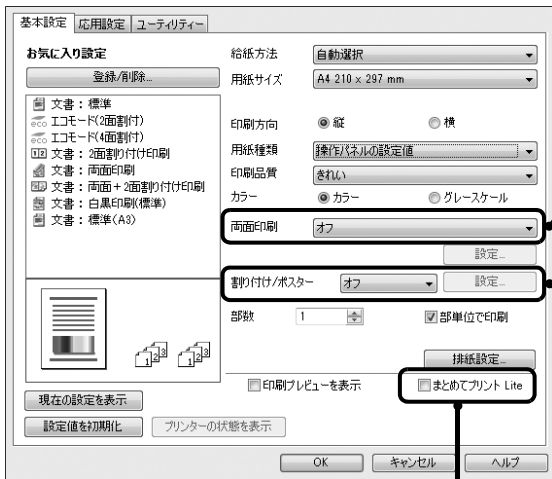 基本設定 応用設定 ユーティリティー
お気に入り設定
登録/削除...
文書：標準
eco エコモード(2面割付)
eco エコモード(4面割付)
文書：2面割り付け印刷
文書：両面印刷
文書：両面＋2面割り付け印刷
文書：白黒印刷(標準)
文書：標準(A3)
1 2 3 1 2 3
現在の設定を表示
設定値を初期化 プリンターの状態を表示
給紙方法 自動選択
用紙サイズ A4 210 x 297 mm
印刷方向 縦 横
用紙種類 操作パネルの設定値
印刷品質 きれい
カラー カラー グレースケール
両面印刷 オフ
設定...
割り付け/ポスター オフ 設定...
部数 1 部単位で印刷
排紙設定...
印刷プレビューを表示 まとめてプリント Lite
OK キャンセル ヘルプ